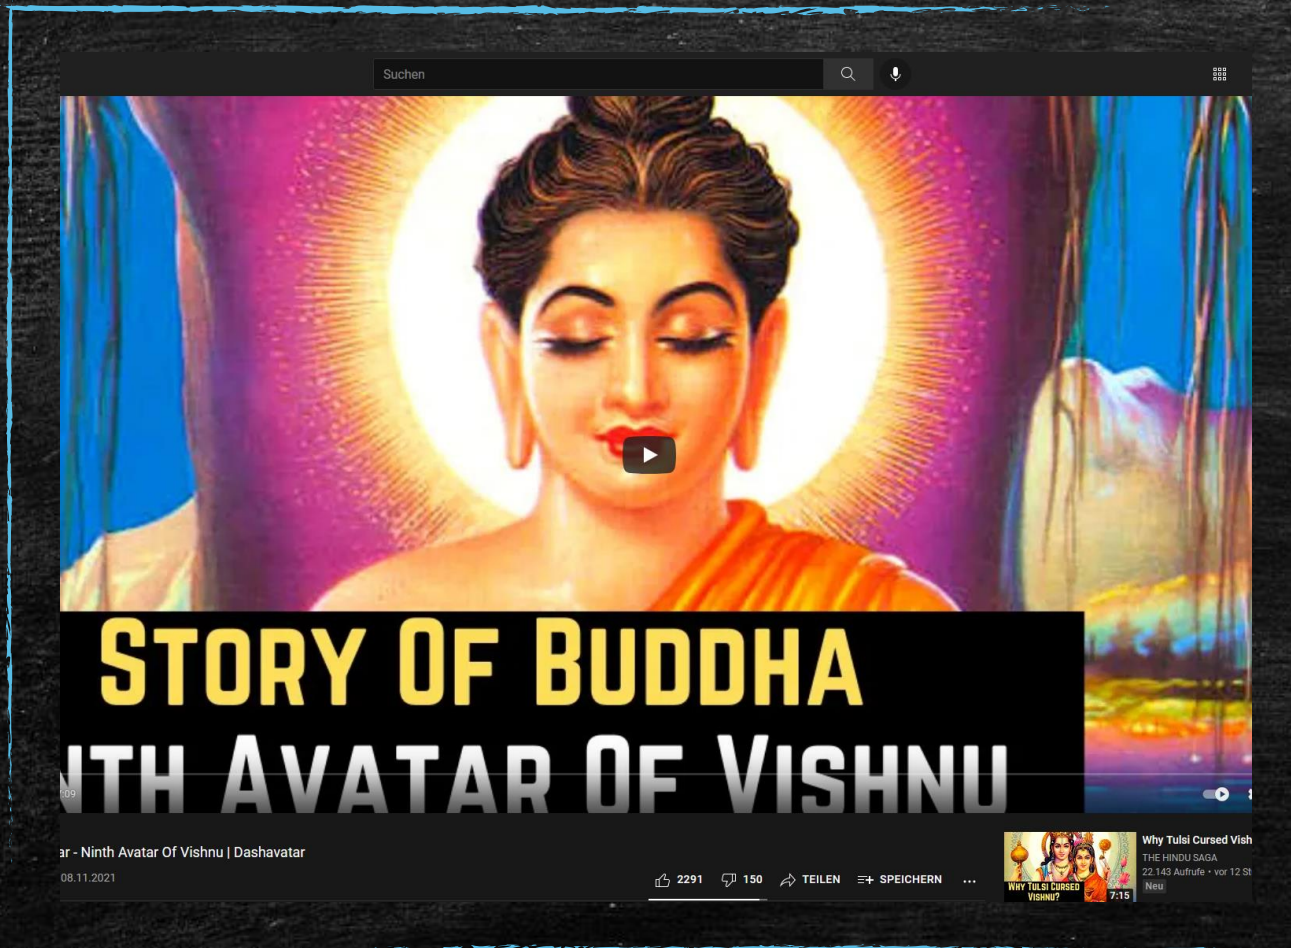 Suchen
STORY OF BUDDHA
NTH AVATAR OF VISHNU
:09
ar - Ninth Avatar Of Vishnu | Dashavatar
08.11.2021
2291 150 TEILEN SPEICHERN ...
WHY TULSI CURSED
VISHNU?
7:15
Why Tulsi Cursed Vish
THE HINDU SAGA
22.143 Aufrufe • vor 12 St
Neu